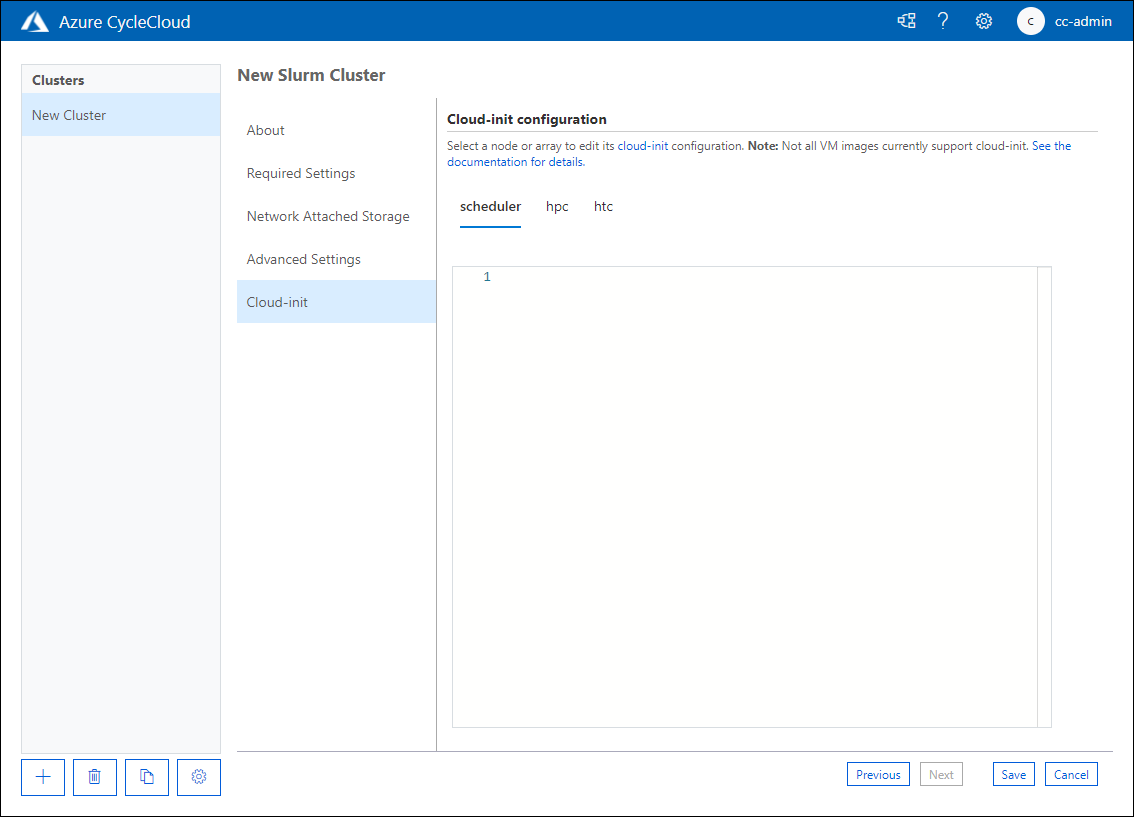 Azure CycleCloud
?
C
cc-admin
Clusters
New Cluster
New Slurm Cluster
About
Required Settings
Network Attached Storage
Advanced Settings
Cloud-init
Cloud-init configuration
Select a node or array to edit its cloud-init configuration. Note: Not all VM images currently support cloud-init. See the
documentation for details.
scheduler hpc htc
1
Previous Next Save Cancel